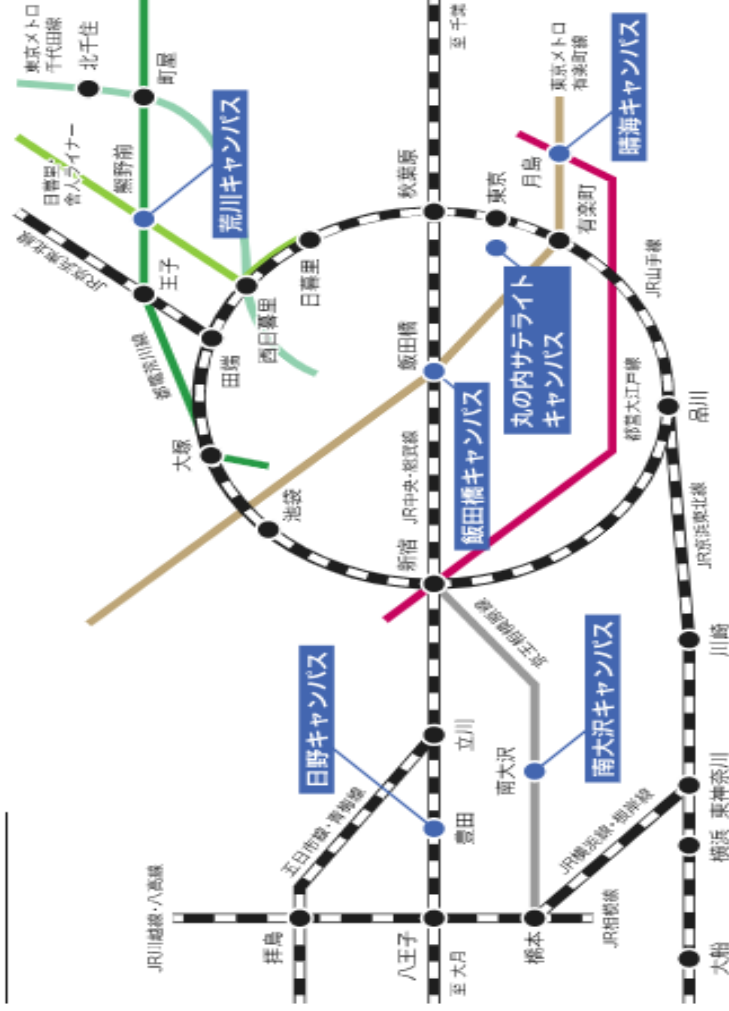 東京メトロ
千代田線
北千住
町屋
日暮里・
舎人ライナー
熊野前
荒川キャンパス
JR京浜東北線
王子
都電荒川線
田端
西日暮里
日暮里
大塚
池袋
秋葉原
至 千葉
東京
月島
東京メトロ
有楽町線
晴海キャンパス
有楽町
JR山手線
丸の内サテライト
キャンパス
飯田橋
飯田橋キャンパス
JR中央・総武線
新宿
都営大江戸線
品川
JR京浜東北線
川崎
京王相模原線
日野キャンパス
立川
豊田
南大沢
南大沢キャンパス
五日市線・青梅線
JR川越線・八高線
拝島
八王子
至 大月
橋本
JR相模線
JR横浜線・根岸線
東神奈川
横浜
大船